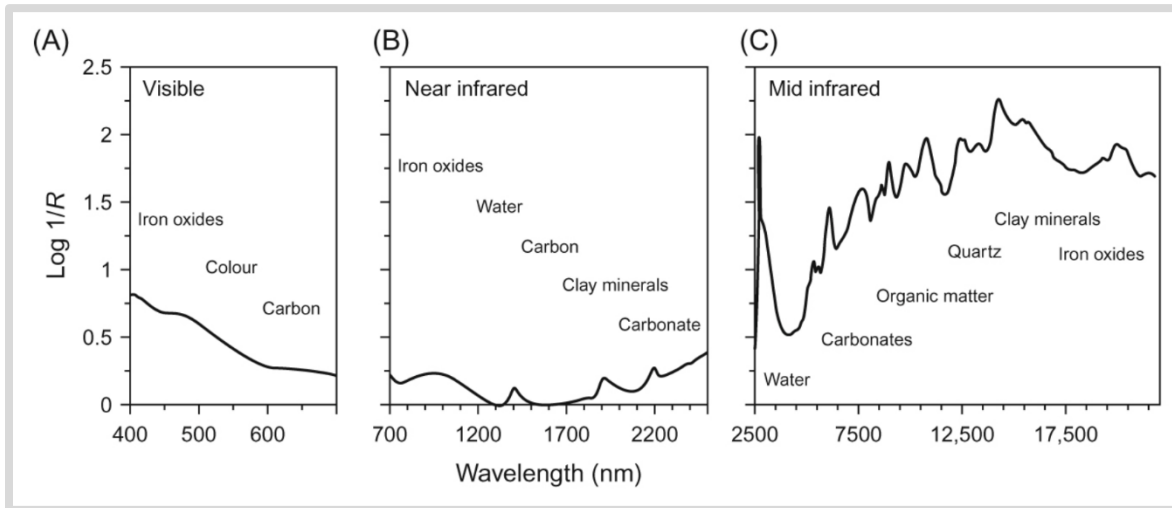 (A)
Visible
Log 1/R
2.5
2
1.5
1
0.5
0
Iron oxides
Colour
Carbon
400
500
600
(B)
Near infrared
Iron oxides
Water
Carbon
Clay minerals
Carbonate
700
1200
1700
2200
(C)
Mid infrared
Clay minerals
Quartz
Iron oxides
Organic matter
Carbonates
Water
2500
7500
12,500
17,500
Wavelength (nm)